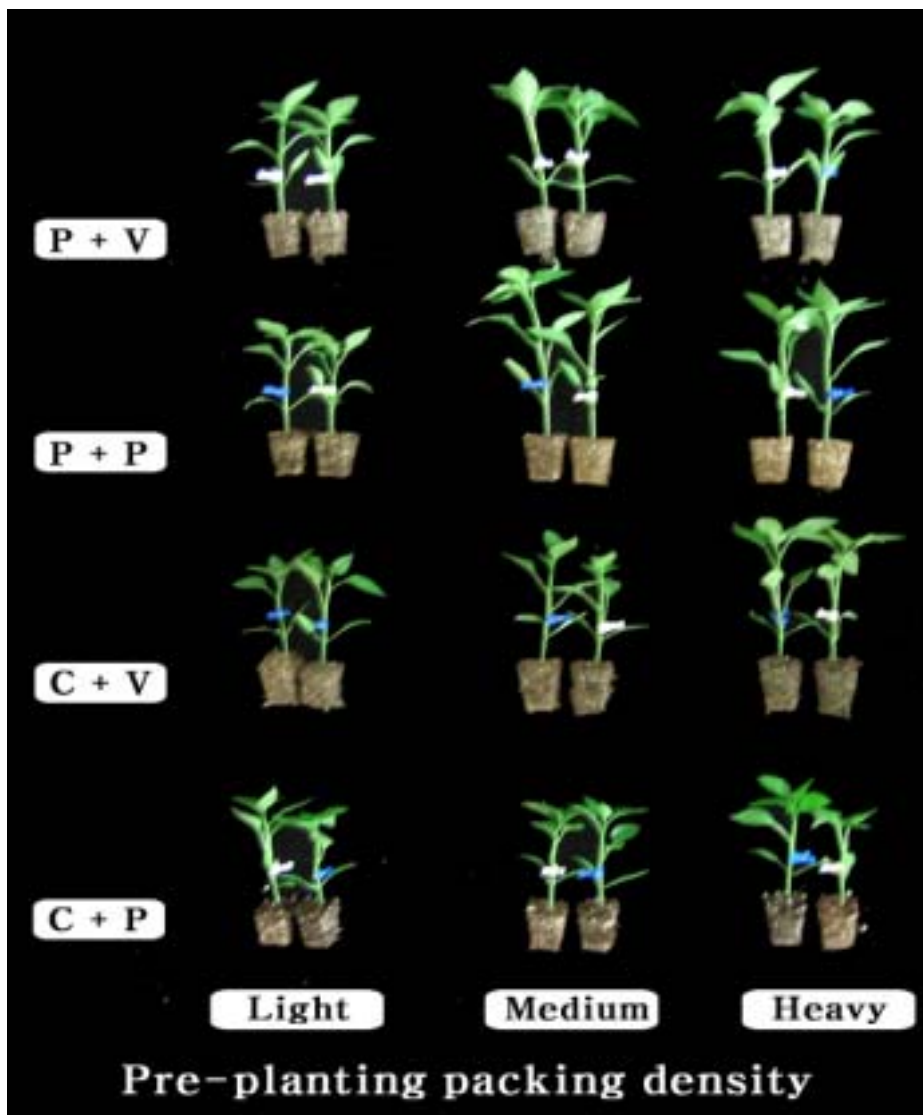 P + V
P + P
C + V
C + P
Light Medium Heavy
Pre-planting packing density